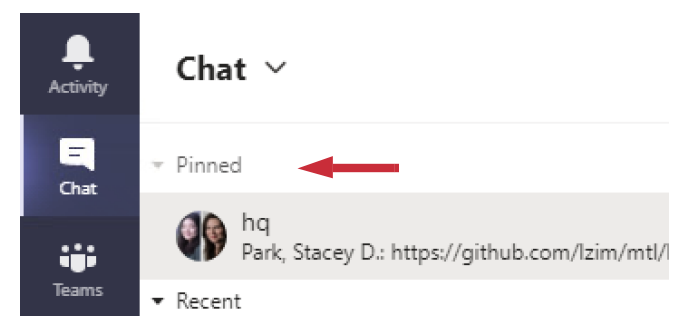 Activity
Chat
Teams
Chat
Pinned
hq
Park, Stacey D.: https://github.com/lzim/mtl/
Recent